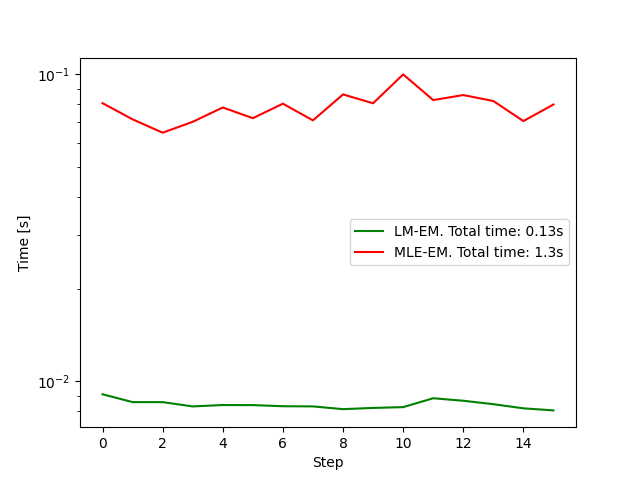 10⁻¹
10⁻²
Time [s]
LM-EM. Total time: 0.13s
MLE-EM. Total time: 1.3s
0 2 4 6 8 10 12 14
Step